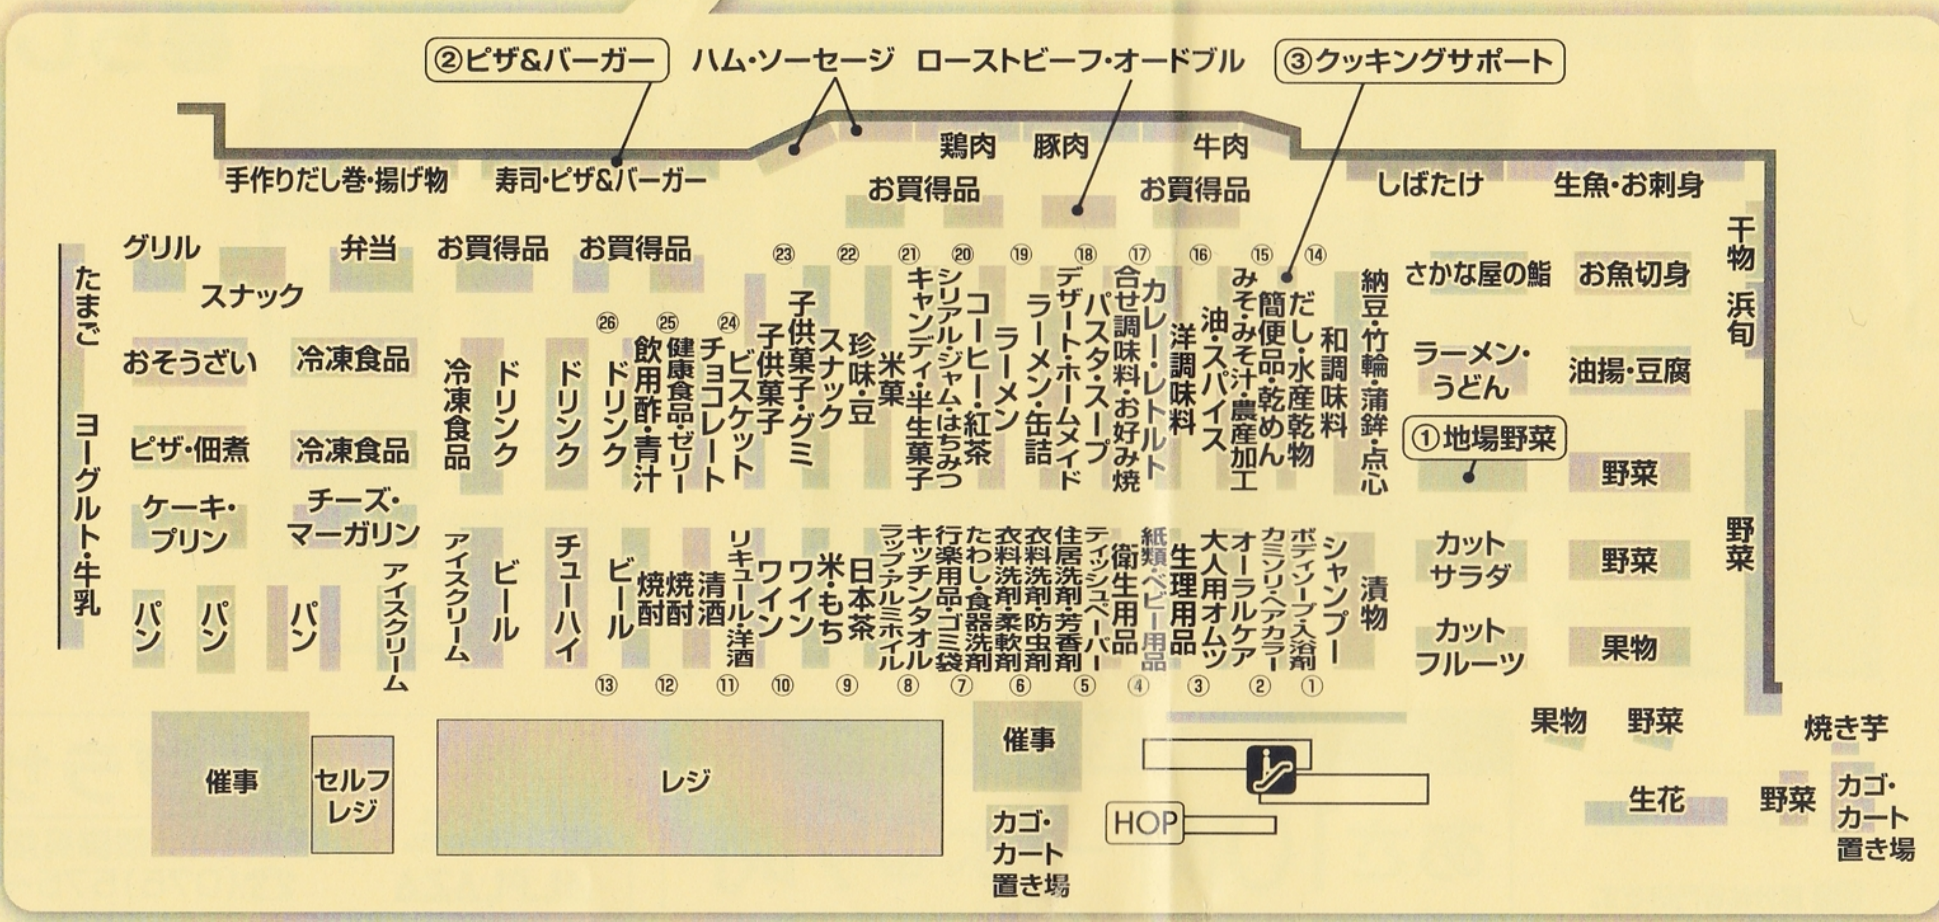 ②ピザ&バーガー
ハム・ソーセージ
ローストビーフ・オードブル
③クッキングサポート
手作りだし巻・揚げ物
寿司・ピザ&バーガー
鶏肉
豚肉
牛肉
お買得品
お買得品
しばたけ
生魚・お刺身
干物
浜旬
野菜
たまご
ヨーグルト・牛乳
グリル
スナック
弁当
お買得品
お買得品
おそうざい
冷凍食品
ピザ・佃煮
冷凍食品
ケーキ・
プリン
チーズ・
マーガリン
パン
パン
パン
アイスクリーム
さかな屋の鮨
お魚切身
ラーメン・
うどん
油揚・豆腐
①地場野菜
野菜
カット
サラダ
野菜
カット
フルーツ
果物
㉖
㉕
㉔
㉓
㉒
㉑
⑳
⑲
⑱
⑰
⑯
⑮
⑭
冷凍食品
ドリンク
ドリンク
ドリンク
飲用酢・青汁
健康食品・ゼリー
チョコレート
ビスケット
子供菓子
子供菓子・グミ
スナック
珍味・豆
米菓
キャンディ・半生菓子
シリアル・ジャム・はちみつ
コーヒー・紅茶
ラーメン
ラーメン・缶詰
デザート・ホームメイド
パスタ・スープ
合せ調味料・お好み焼
カレー・レトルト
洋調味料
油・スパイス
みそ・みそ汁・農産加工
簡便品・乾めん
だし・水産乾物
和調味料
納豆・竹輪・蒲鉾・点心
アイスクリーム
ビール
チューハイ
ビール
焼酎
焼酎
清酒
リキュール・洋酒
ワイン
ワイン
米・もち
日本茶
ラップ・アルミホイル
キッチンタオル
行楽用品・ゴミ袋
たわし・食器洗剤
衣料洗剤・柔軟剤
衣料洗剤・防虫剤
住居洗剤・芳香剤
ティッシュペーパー
衛生用品
紙類・ベビー用品
生理用品
大人用オムツ
オーラルケア
カミソリ・ヘアカラー
ボディソープ・入浴剤
シャンプー
漬物
⑬
⑫
⑪
⑩
⑨
⑧
⑦
⑥
⑤
④
③
②
①
催事
セルフ
レジ
レジ
催事
カゴ・
カート
置き場
HOP
果物
野菜
焼き芋
生花
野菜
カゴ・
カート
置き場